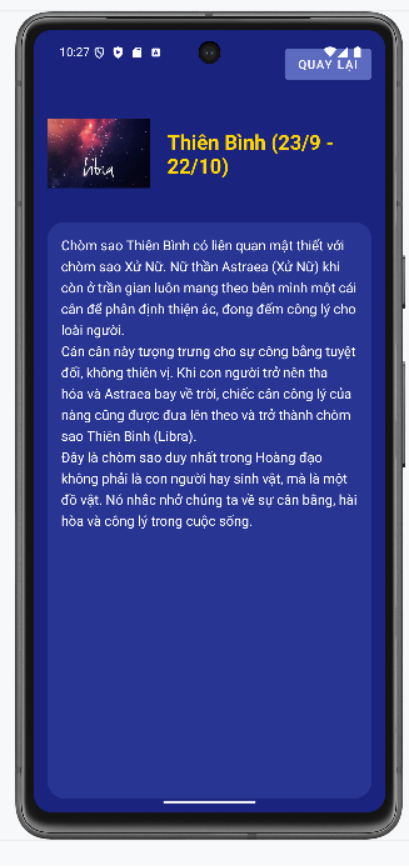 10:27
QUAY LẠI
Libra
Thiên Bình (23/9 -
22/10)
Chòm sao Thiên Bình có liên quan mật thiết với
chòm sao Xử Nữ. Nữ thần Astraea (Xử Nữ) khi
còn ở trần gian luôn mang theo bên mình một cái
cân để phân định thiện ác, đong đếm công lý cho
loài người.
Cán cân này tượng trưng cho sự công bằng tuyệt
đối, không thiên vị. Khi con người trở nên tha
hóa và Astraea bay về trời, chiếc cân công lý của
nàng cũng được đưa lên theo và trở thành chòm
sao Thiên Bình (Libra).
Đây là chòm sao duy nhất trong Hoàng đạo
không phải là con người hay sinh vật, mà là một
đồ vật. Nó nhắc nhở chúng ta về sự cân bằng, hài
hòa và công lý trong cuộc sống.